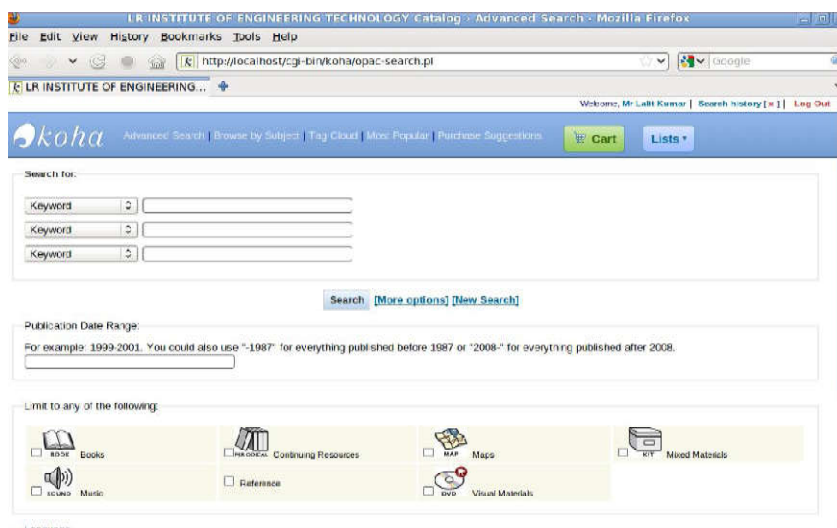 LR INSTITUTE OF ENGINEERING TECHNOLOGY Catalog › Advanced Search - Mozilla Firefox
File Edit View History Bookmarks Tools Help
http://localhost/cgi-bin/koha/opac-search.pl
Google
LR INSTITUTE OF ENGINEERING...
Welcome, Mr Lalit Kumar | Search history [x] | Log Out
koha Advanced Search | Browse by Subject | Tag Cloud | Most Popular | Purchase Suggestions Cart Lists
Search for:
Keyword
Keyword
Keyword
Search [More options] [New Search]
Publication Date Range:
For example: 1999-2001. You could also use "-1987" for everything published before 1987 or "2008-" for everything published after 2008.
Limit to any of the following:
BOOK Books PERIODICAL Continuing Resources MAP Maps KIT Mixed Materials
SOUND Music Reference DVD Visual Materials